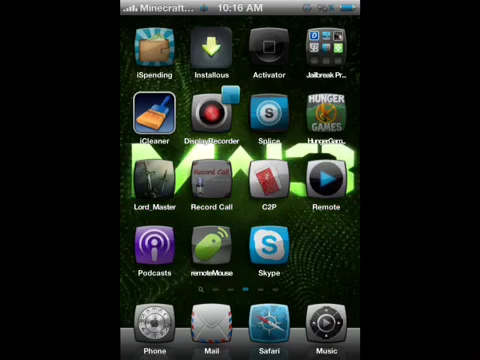 Minecraft... 10:16 AM
iSpending Installous Activator Jailbreak Pr...
HUNGER
GAMES
iCleaner DisplayRecorder Splice HungerGam...
Record Call
Lord_Master Record Call C2P Remote
Podcasts remoteMouse Skype
Phone Mail Safari Music